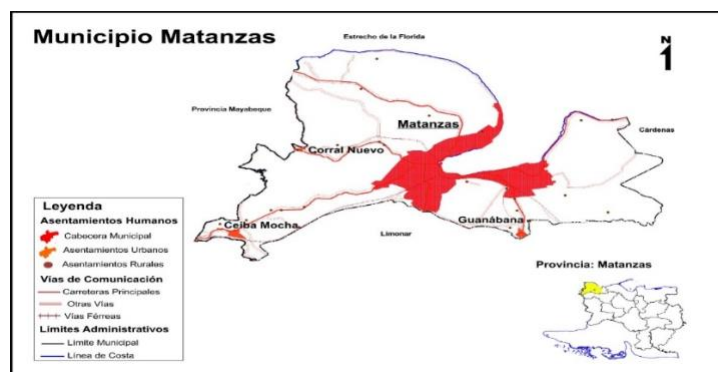 Municipio Matanzas
Estrecho de la Florida
N
1
Provincia Mayabeque
Matanzas
Cárdenas
Corral Nuevo
Leyenda
Asentamientos Humanos
Cabecera Municipal
Asentamientos Urbanos
Asentamientos Rurales
Vías de Comunicación
Carreteras Principales
Otras Vías
Vías Férreas
Limites Administrativos
Limite Municipal
Línea de Costa
Ceiba Mocha
Guanábana
Limonar
Provincia: Matanzas